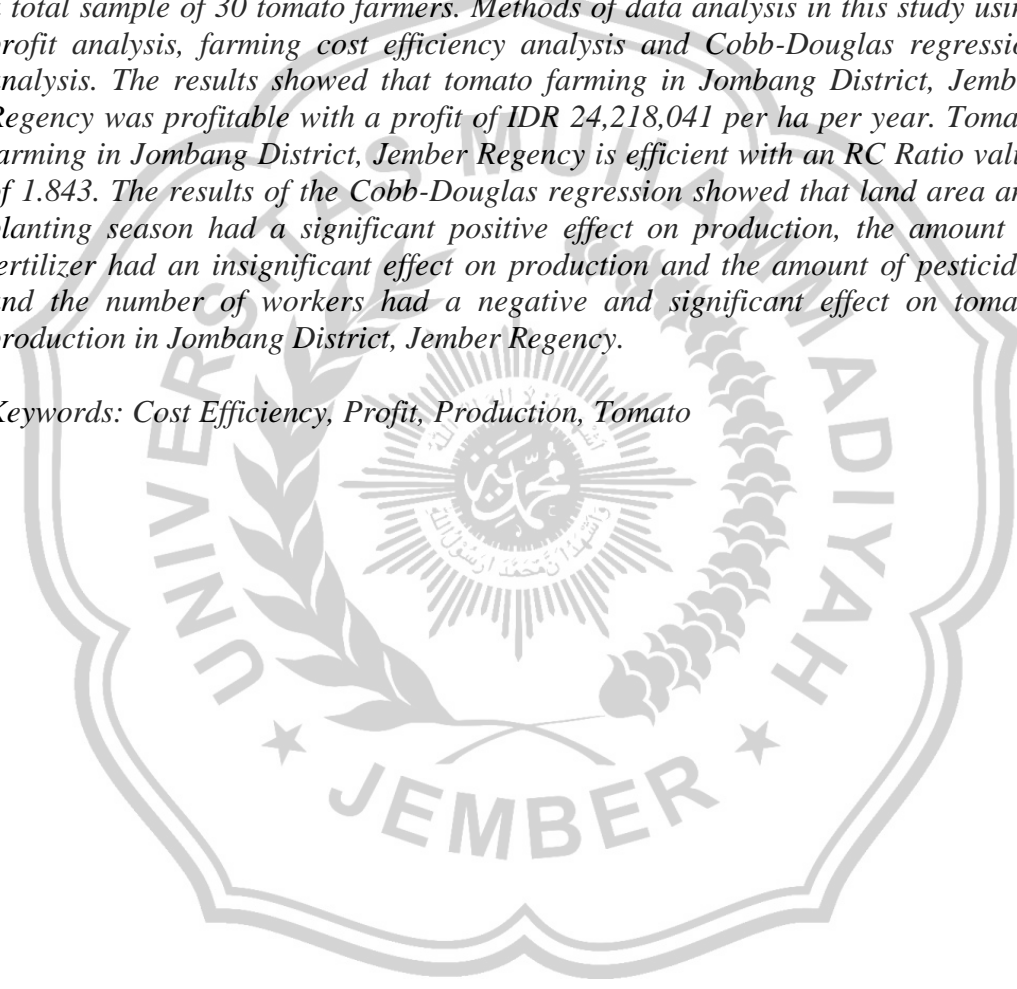 a total sample of 30 tomato farmers. Methods of data analysis in this study usin
profit analysis, farming cost efficiency analysis and Cobb-Douglas regressio
analysis. The results showed that tomato farming in Jombang District, Jemb
Regency was profitable with a profit of IDR 24,218,041 per ha per year. Toma
farming in Jombang District, Jember Regency is efficient with an RC Ratio valu
of 1.843. The results of the Cobb-Douglas regression showed that land area an
planting season had a significant positive effect on production, the amount
fertilizer had an insignificant effect on production and the amount of pesticid
and the number of workers had a negative and significant effect on toma
production in Jombang District, Jember Regency.
Keywords: Cost Efficiency, Profit, Production, Tomato
UNIVERSITAS MUHAMMADIYAH
JEMBER